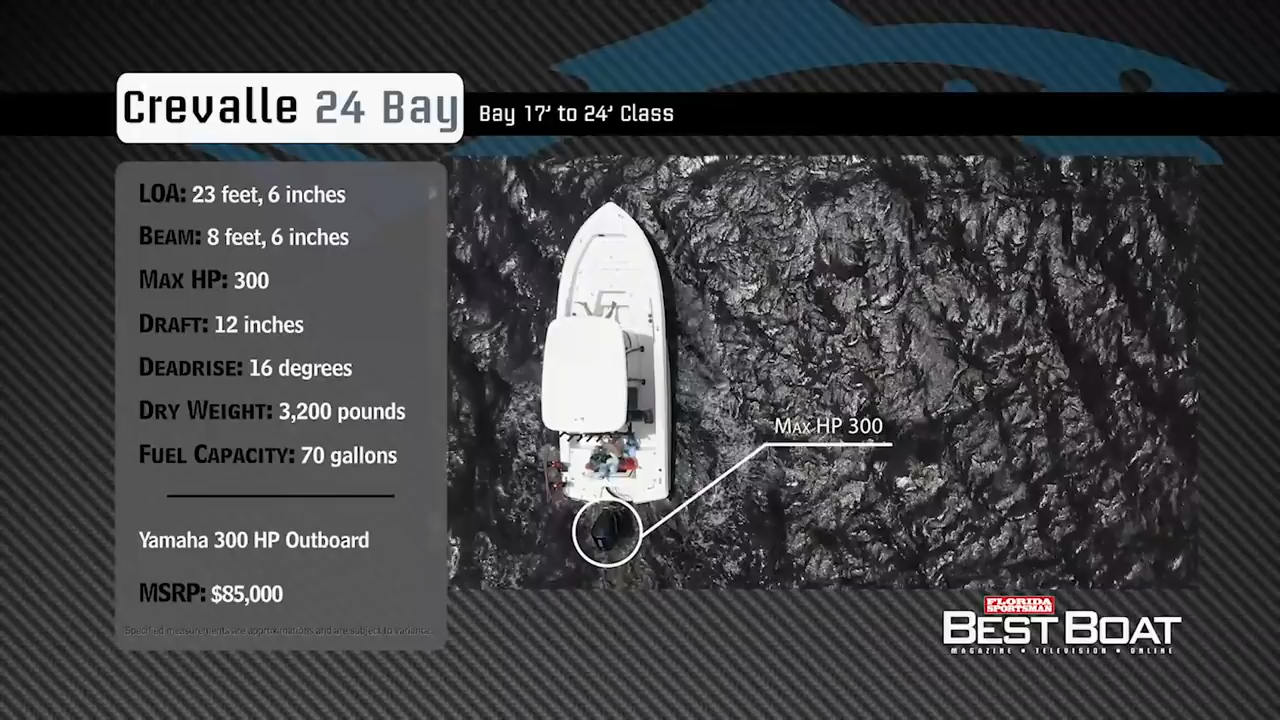 Crevalle 24 Bay
Bay 17' to 24' Class
LOA: 23 feet, 6 inches
BEAM: 8 feet, 6 inches
MAX HP: 300
DRAFT: 12 inches
DEADRISE: 16 degrees
DRY WEIGHT: 3,200 pounds
FUEL CAPACITY: 70 gallons
Yamaha 300 HP Outboard
MSRP: $85,000
Specified measurements are approximations and are subject to variance.
MAX HP 300
FLORIDA
SPORTSMAN
BEST BOAT
MAGAZINE • TELEVISION • ONLINE